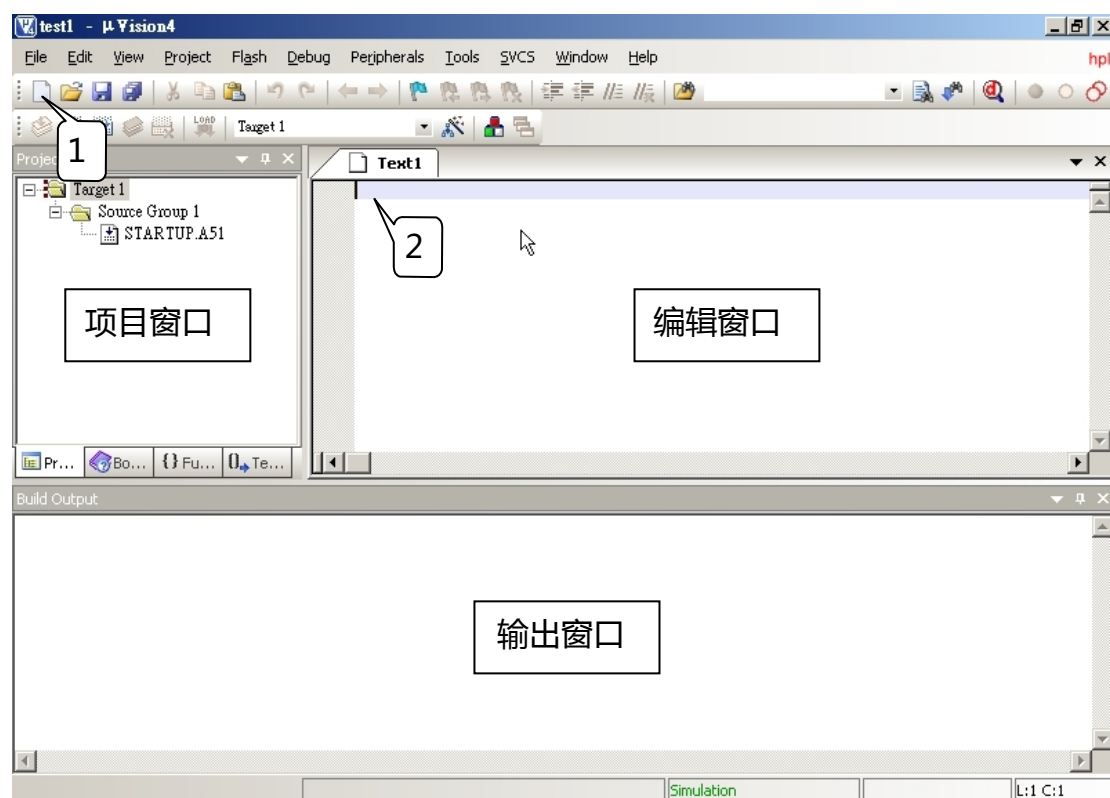 test1 - µVision4
File Edit View Project Flash Debug Peripherals Tools SVCS Window Help
LOAD Target 1
1
Text1
Target 1
Source Group 1
STARTUP.A51
2
项目窗口
编辑窗口
Pr... Bo... {} Fu... 0 Te...
Build Output
输出窗口
Simulation
L:1 C:1